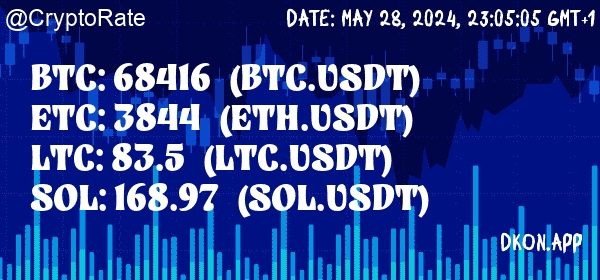 @CryptoRate
DATE: MAY 28, 2024, 23:05:05 GMT+1
BTC: 68416 (BTC.USDT)
ETC: 3844 (ETH.USDT)
LTC: 83.5 (LTC.USDT)
SOL: 168.97 (SOL.USDT)
DKON.APP